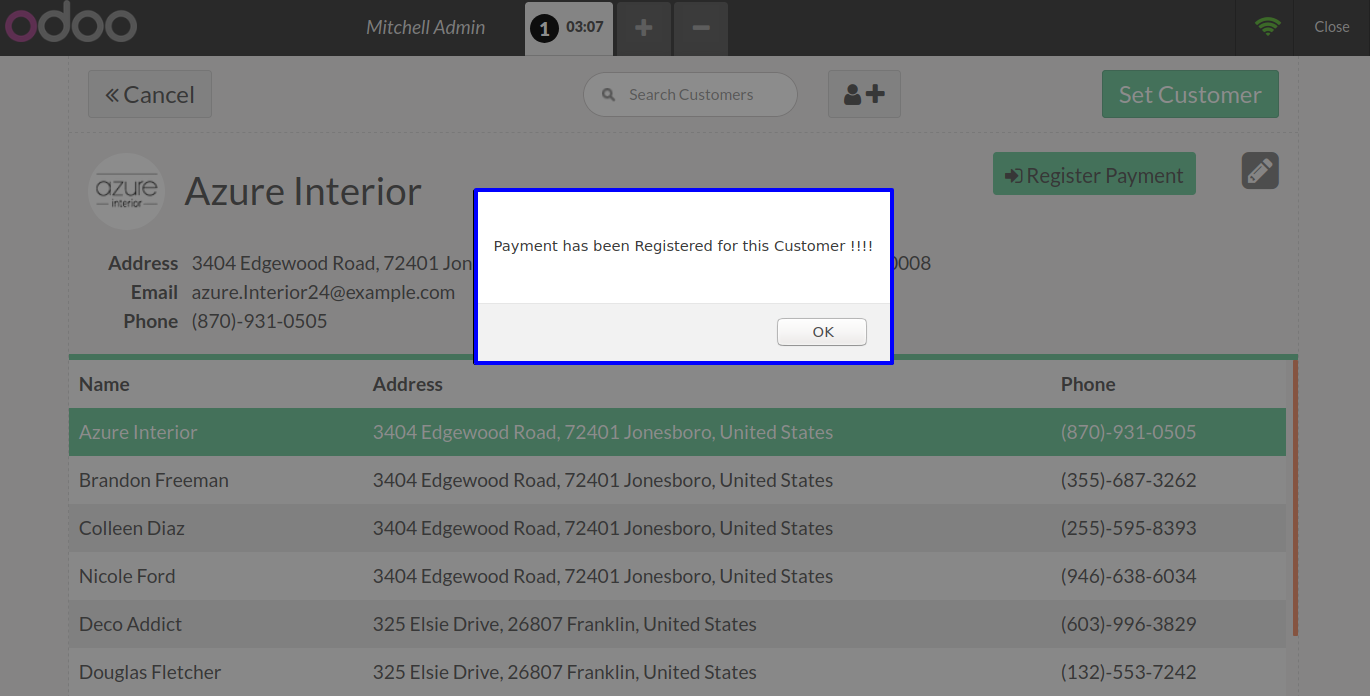 odoo
Mitchell Admin
1 03:07
Close
Cancel
Search Customers
Set Customer
azure
interior
Azure Interior
Register Payment
Payment has been Registered for this Customer !!!!
OK
Address 3404 Edgewood Road, 72401 Jon 0008
Email azure.Interior24@example.com
Phone (870)-931-0505
Name Address Phone
Azure Interior 3404 Edgewood Road, 72401 Jonesboro, United States (870)-931-0505
Brandon Freeman 3404 Edgewood Road, 72401 Jonesboro, United States (355)-687-3262
Colleen Diaz 3404 Edgewood Road, 72401 Jonesboro, United States (255)-595-8393
Nicole Ford 3404 Edgewood Road, 72401 Jonesboro, United States (946)-638-6034
Deco Addict 325 Elsie Drive, 26807 Franklin, United States (603)-996-3829
Douglas Fletcher 325 Elsie Drive, 26807 Franklin, United States (132)-553-7242